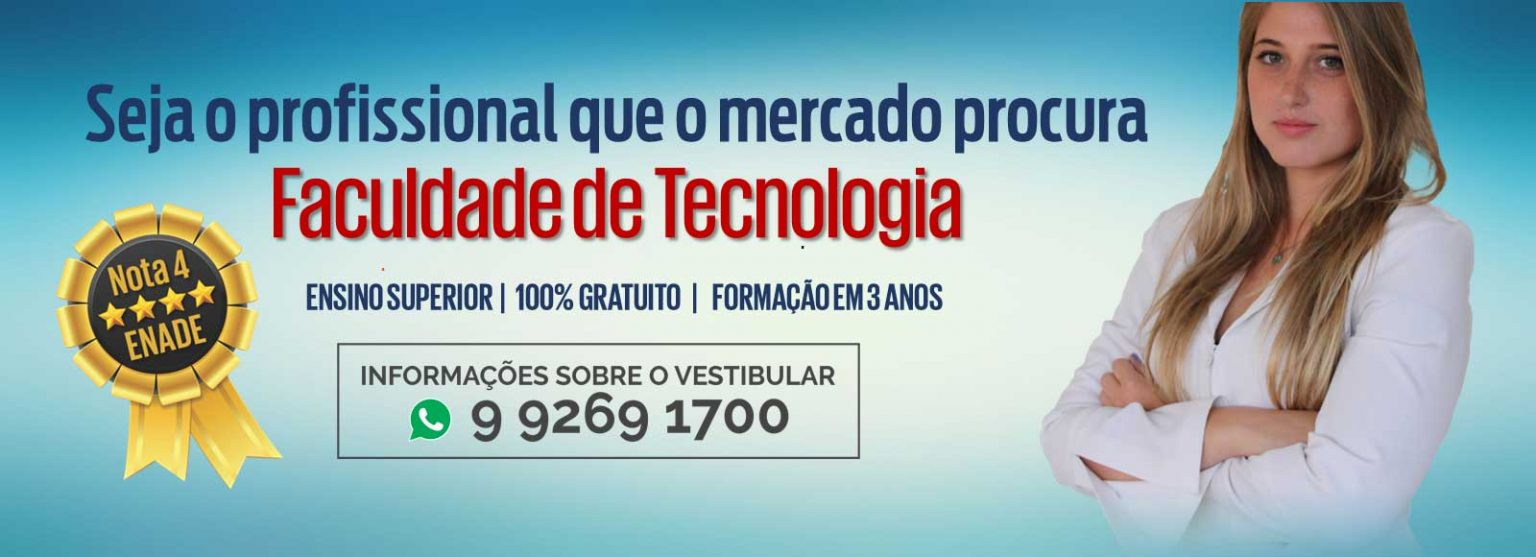 Seja o profissional que o mercado procura
Faculdade de Tecnologia
Nota 4
ENADE
ENSINO SUPERIOR | 100% GRATUITO | FORMAÇÃO EM 3 ANOS
INFORMAÇÕES SOBRE O VESTIBULAR
9 9269 1700